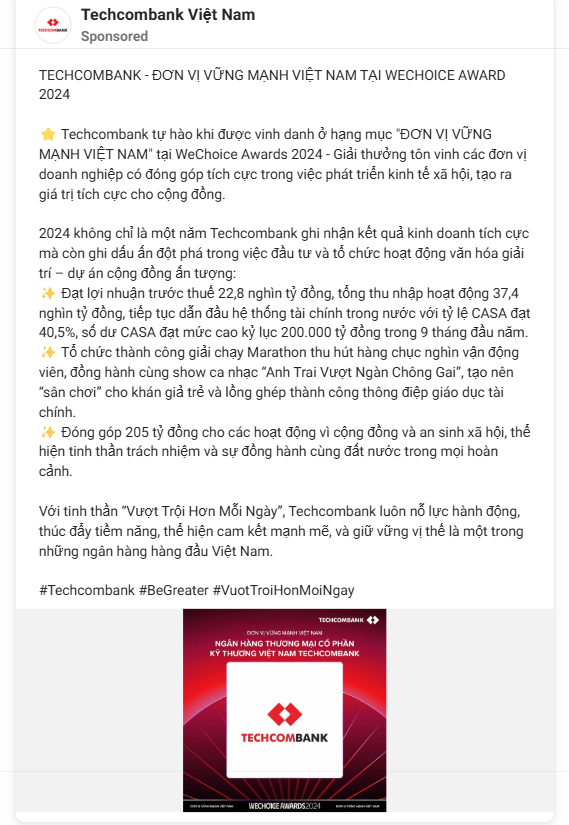 Techcombank Việt Nam
Sponsored
TECHCOMBANK
TECHCOMBANK - ĐƠN VỊ VỮNG MẠNH VIỆT NAM TẠI WECHOICE AWARD
2024
⭐ Techcombank tự hào khi được vinh danh ở hạng mục "ĐƠN VỊ VỮNG
MẠNH VIỆT NAM" tại WeChoice Awards 2024 - Giải thưởng tôn vinh các đơn vị
doanh nghiệp có đóng góp tích cực trong việc phát triển kinh tế xã hội, tạo ra
giá trị tích cực cho cộng đồng.
2024 không chỉ là một năm Techcombank ghi nhận kết quả kinh doanh tích cực
mà còn ghi dấu ấn đột phá trong việc đầu tư và tổ chức hoạt động văn hóa giải
trí – dự án cộng đồng ấn tượng:
✨ Đạt lợi nhuận trước thuế 22,8 nghìn tỷ đồng, tổng thu nhập hoạt động 37,4
nghìn tỷ đồng, tiếp tục dẫn đầu hệ thống tài chính trong nước với tỷ lệ CASA đạt
40,5%, số dư CASA đạt mức cao kỷ lục 200.000 tỷ đồng trong 9 tháng đầu năm.
✨ Tổ chức thành công giải chạy Marathon thu hút hàng chục nghìn vận động
viên, đồng hành cùng show ca nhạc “Anh Trai Vượt Ngàn Chông Gai”, tạo nên
“sân chơi” cho khán giả trẻ và lồng ghép thành công thông điệp giáo dục tài
chính.
✨ Đóng góp 205 tỷ đồng cho các hoạt động vì cộng đồng và an sinh xã hội, thể
hiện tinh thần trách nhiệm và sự đồng hành cùng đất nước trong mọi hoàn
cảnh.
Với tinh thần “Vượt Trội Hơn Mỗi Ngày”, Techcombank luôn nỗ lực hành động,
thúc đẩy tiềm năng, thể hiện cam kết mạnh mẽ, và giữ vững vị thế là một trong
những ngân hàng hàng đầu Việt Nam.
#Techcombank #BeGreater #VuotTroiHonMoiNgay
TECHCOMBANK
ĐƠN VỊ VỮNG MẠNH VIỆT NAM
NGÂN HÀNG THƯƠNG MẠI CỔ PHẦN
KỸ THƯƠNG VIỆT NAM TECHCOMBANK
TECHCOMBANK
ĐƠN VỊ VỮNG MẠNH VIỆT NAM WECHOICE AWARDS 2024 ĐƠN VỊ VỮNG MẠNH VIỆT NAM